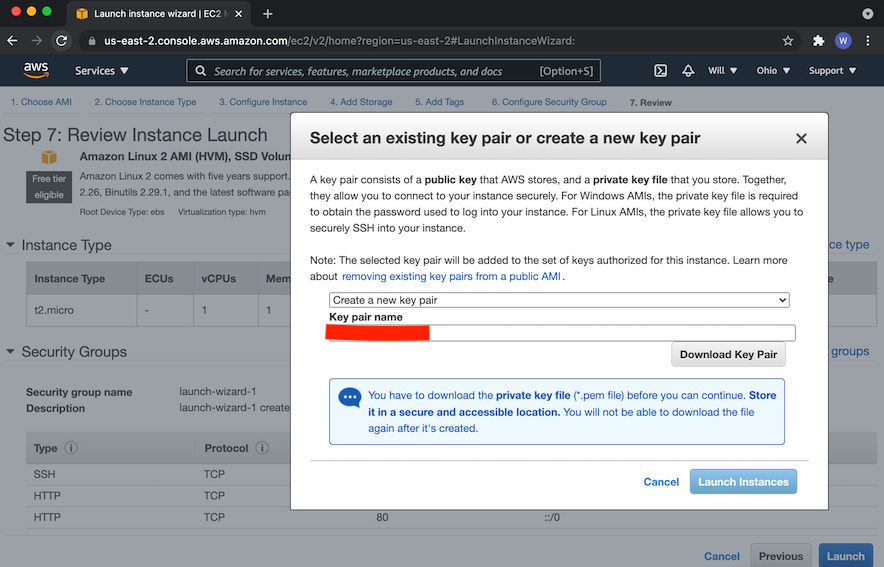 Launch instance wizard | EC2
us-east-2.console.aws.amazon.com/ec2/v2/home?region=us-east-2#LaunchInstanceWizard:
W
aws
Services
Search for services, features, marketplace products, and docs
[Option+S]
Will
Ohio
Support
1. Choose AMI
2. Choose Instance Type
3. Configure Instance
4. Add Storage
5. Add Tags
6. Configure Security Group
7. Review
Step 7: Review Instance Launch
Amazon Linux 2 AMI (HVM), SSD Volun
Free tier
eligible
Amazon Linux 2 comes with five years support.
2.26, Binutils 2.29.1, and the latest software pa
Root Device Type: ebs Virtualization type: hvm
Instance Type
ce type
Instance Type
ECUs
vCPUs
Mem
e
t2.micro
-
1
1
Security Groups
groups
Security group name
launch-wizard-1
Description
launch-wizard-1 create
Type
Protocol
SSH
TCP
HTTP
TCP
HTTP
TCP
80
::/0
Cancel
Previous
Launch
Select an existing key pair or create a new key pair
A key pair consists of a public key that AWS stores, and a private key file that you store. Together,
they allow you to connect to your instance securely. For Windows AMIs, the private key file is required
to obtain the password used to log into your instance. For Linux AMIs, the private key file allows you to
securely SSH into your instance.
Note: The selected key pair will be added to the set of keys authorized for this instance. Learn more
about removing existing key pairs from a public AMI.
Create a new key pair
Key pair name
Download Key Pair
You have to download the private key file (*.pem file) before you can continue. Store
it in a secure and accessible location. You will not be able to download the file
again after it's created.
Cancel
Launch Instances